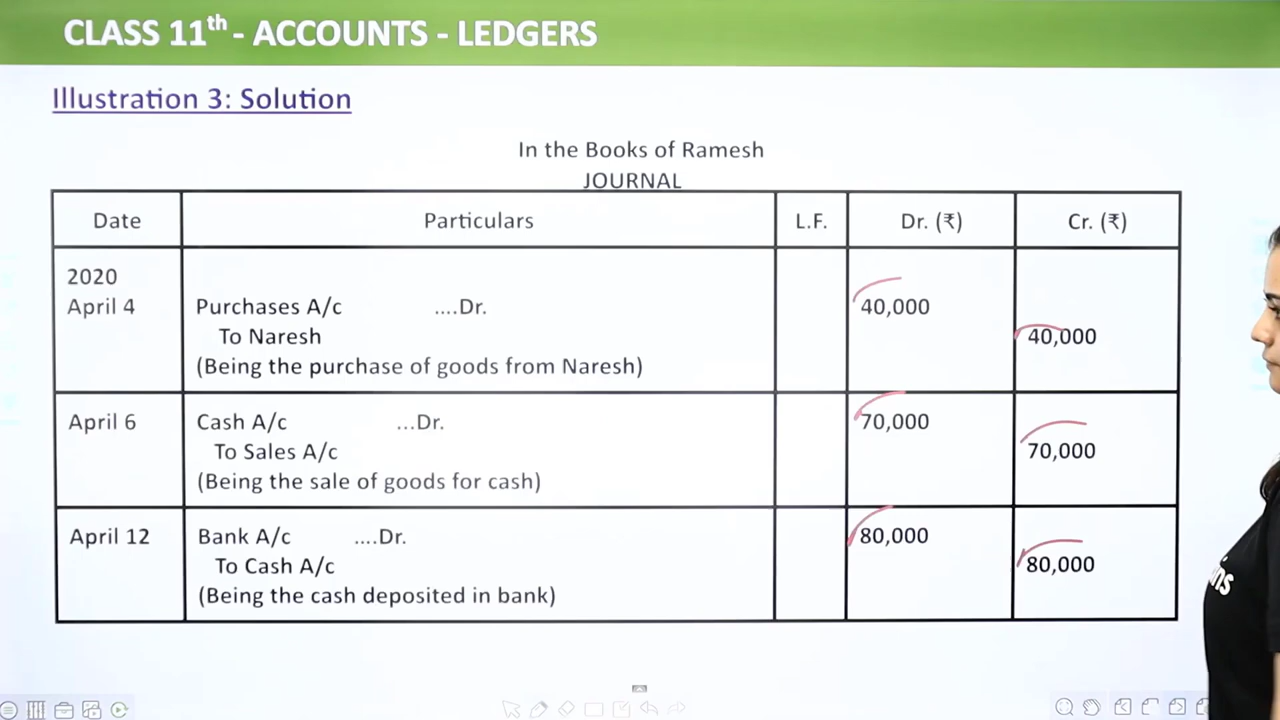 CLASS 11th - ACCOUNTS - LEDGERS
Illustration 3: Solution
In the Books of Ramesh
JOURNAL
Date Particulars L.F. Dr. (₹) Cr. (₹)
2020
April 4 Purchases A/c ....Dr. 40,000
To Naresh 40,000
(Being the purchase of goods from Naresh)
April 6 Cash A/c ...Dr. 70,000
To Sales A/c 70,000
(Being the sale of goods for cash)
April 12 Bank A/c ....Dr. 80,000
To Cash A/c 80,000
(Being the cash deposited in bank)